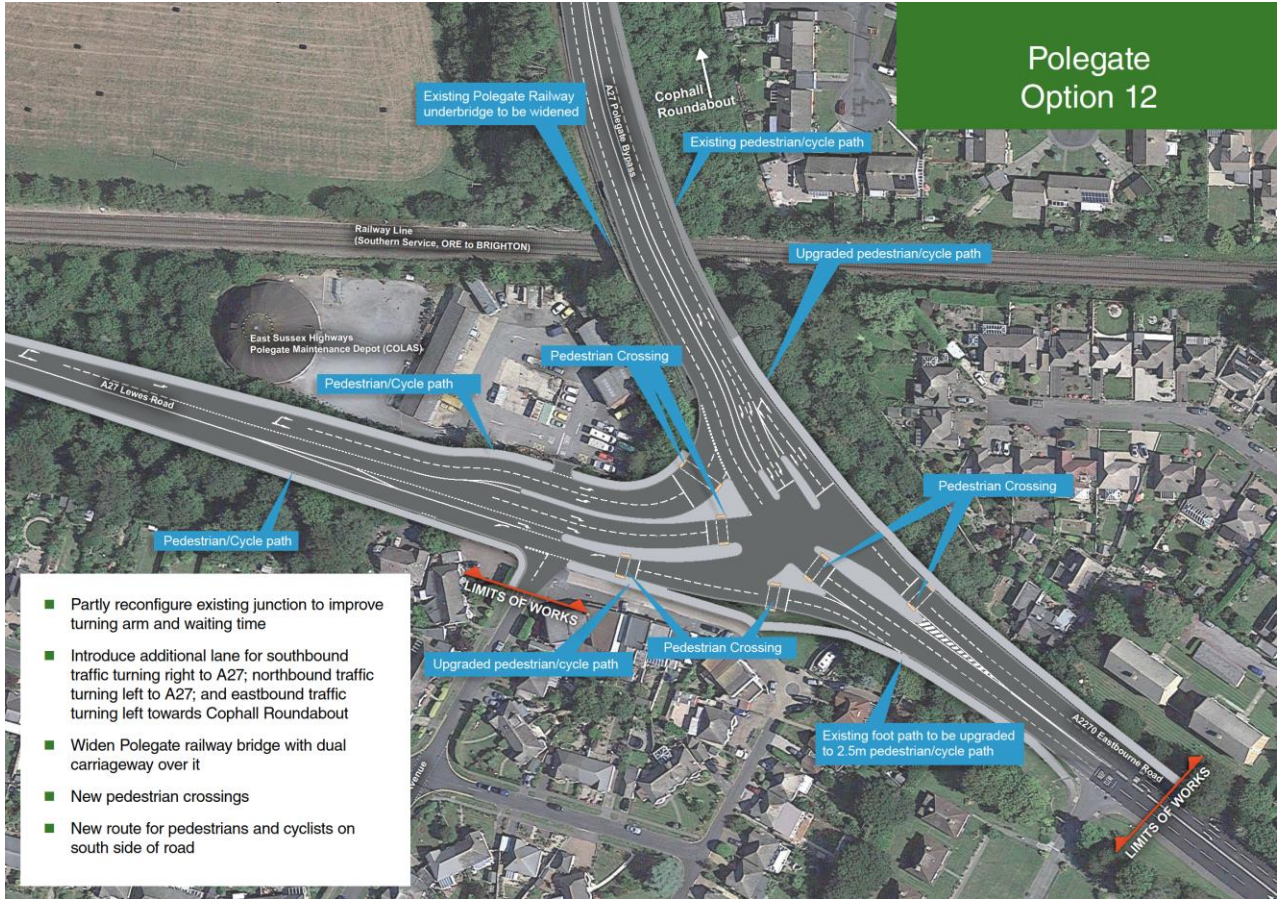 Polegate
Option 12
Cophall
Roundabout
A27 Polegate Bypass
Existing Polegate Railway
underbridge to be widened
Existing pedestrian/cycle path
Railway Line
(Southern Service, ORE to BRIGHTON)
Upgraded pedestrian/cycle path
East Sussex Highways
Polegate Maintenance Depot (COLAS)
Pedestrian Crossing
A27 Lewes Road
Pedestrian/Cycle path
Pedestrian Crossing
Pedestrian/Cycle path
LIMITS OF WORKS
Upgraded pedestrian/cycle path
Pedestrian Crossing
Existing foot path to be upgraded
to 2.5m pedestrian/cycle path
A2270 Eastbourne Road
LIMITS OF WORKS
Avenue
Partly reconfigure existing junction to improve
turning arm and waiting time
Introduce additional lane for southbound
traffic turning right to A27; northbound traffic
turning left to A27; and eastbound traffic
turning left towards Cophall Roundabout
Widen Polegate railway bridge with dual
carriageway over it
New pedestrian crossings
New route for pedestrians and cyclists on
south side of road